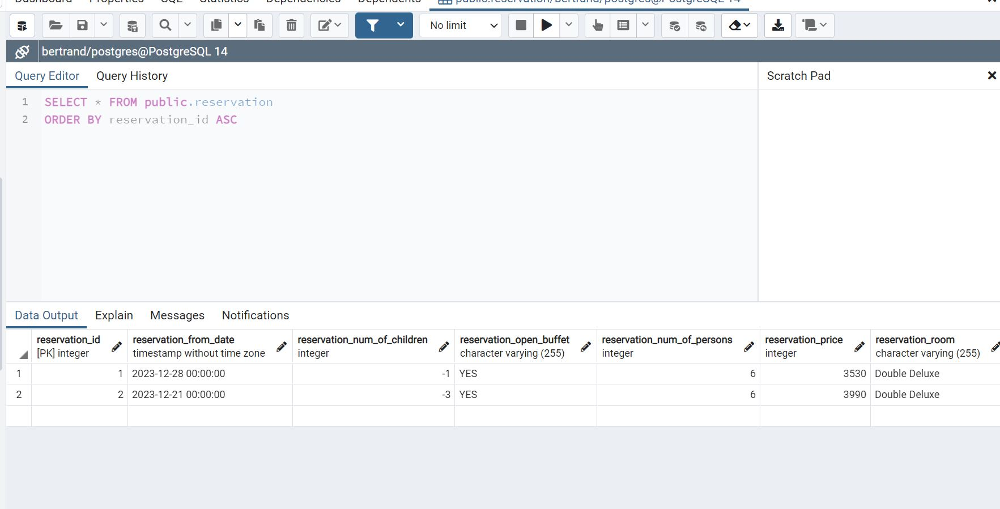 Dashboard Properties SQL Statistics Dependencies Dependents public.reservation/bertrand/postgres@PostgreSQL 14
No limit
bertrand/postgres@PostgreSQL 14
Query Editor Query History
Scratch Pad
1 SELECT * FROM public.reservation
2 ORDER BY reservation_id ASC
Data Output Explain Messages Notifications
reservation_id reservation_from_date reservation_num_of_children reservation_open_buffet reservation_num_of_persons reservation_price reservation_room
[PK] integer timestamp without time zone integer character varying (255) integer integer character varying (255)
1 1 2023-12-28 00:00:00 -1 YES 6 3530 Double Deluxe
2 2 2023-12-21 00:00:00 -3 YES 6 3990 Double Deluxe